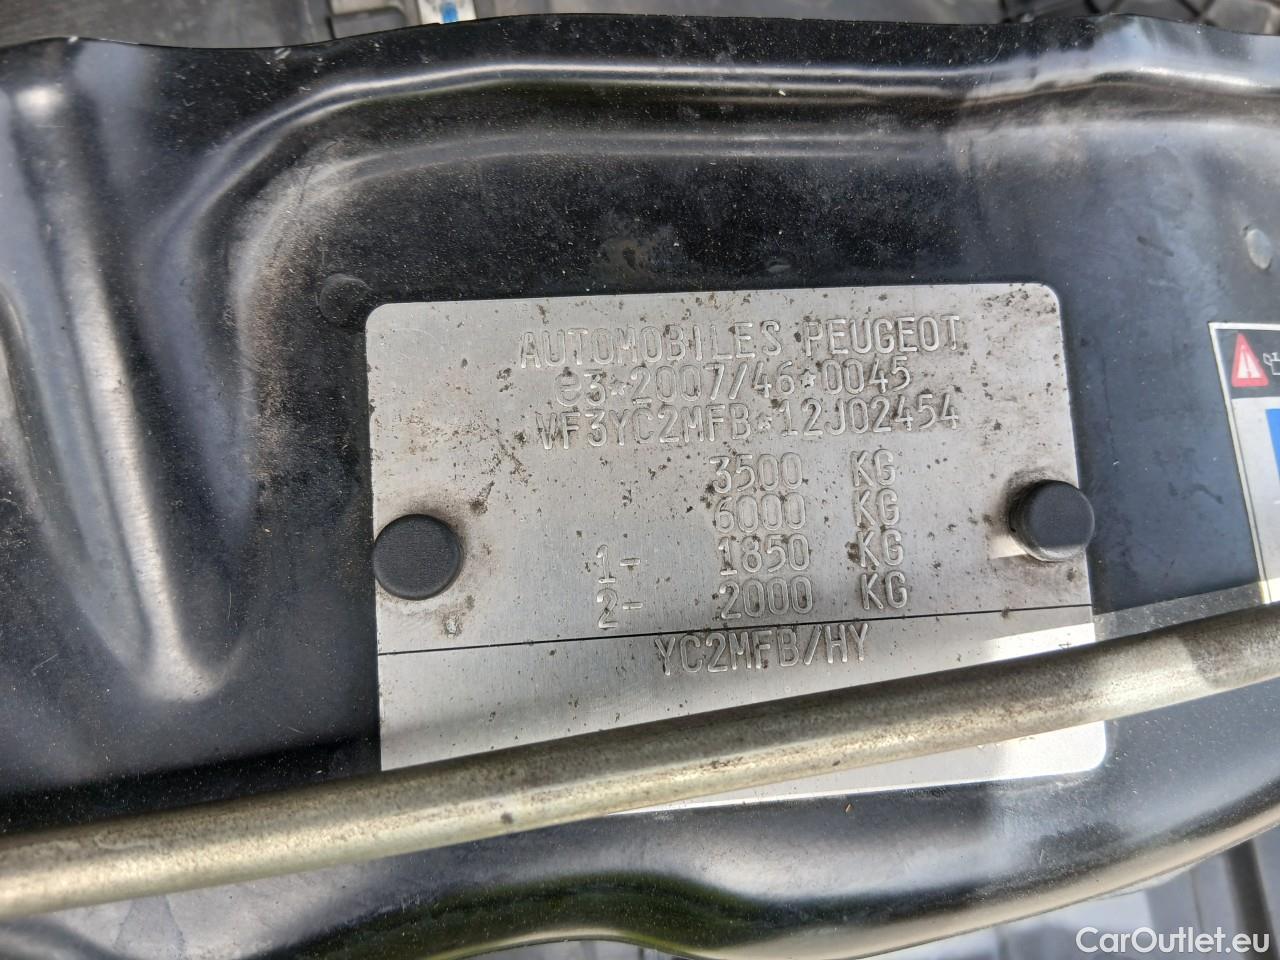 AUTOMOBILES PEUGEOT
e3*2007/46*0045
VF3YC2MFB*12J02454
3500 KG
6000 KG
1- 1850 KG
2- 2000 KG
YC2MFB/HY
CarOutlet.eu